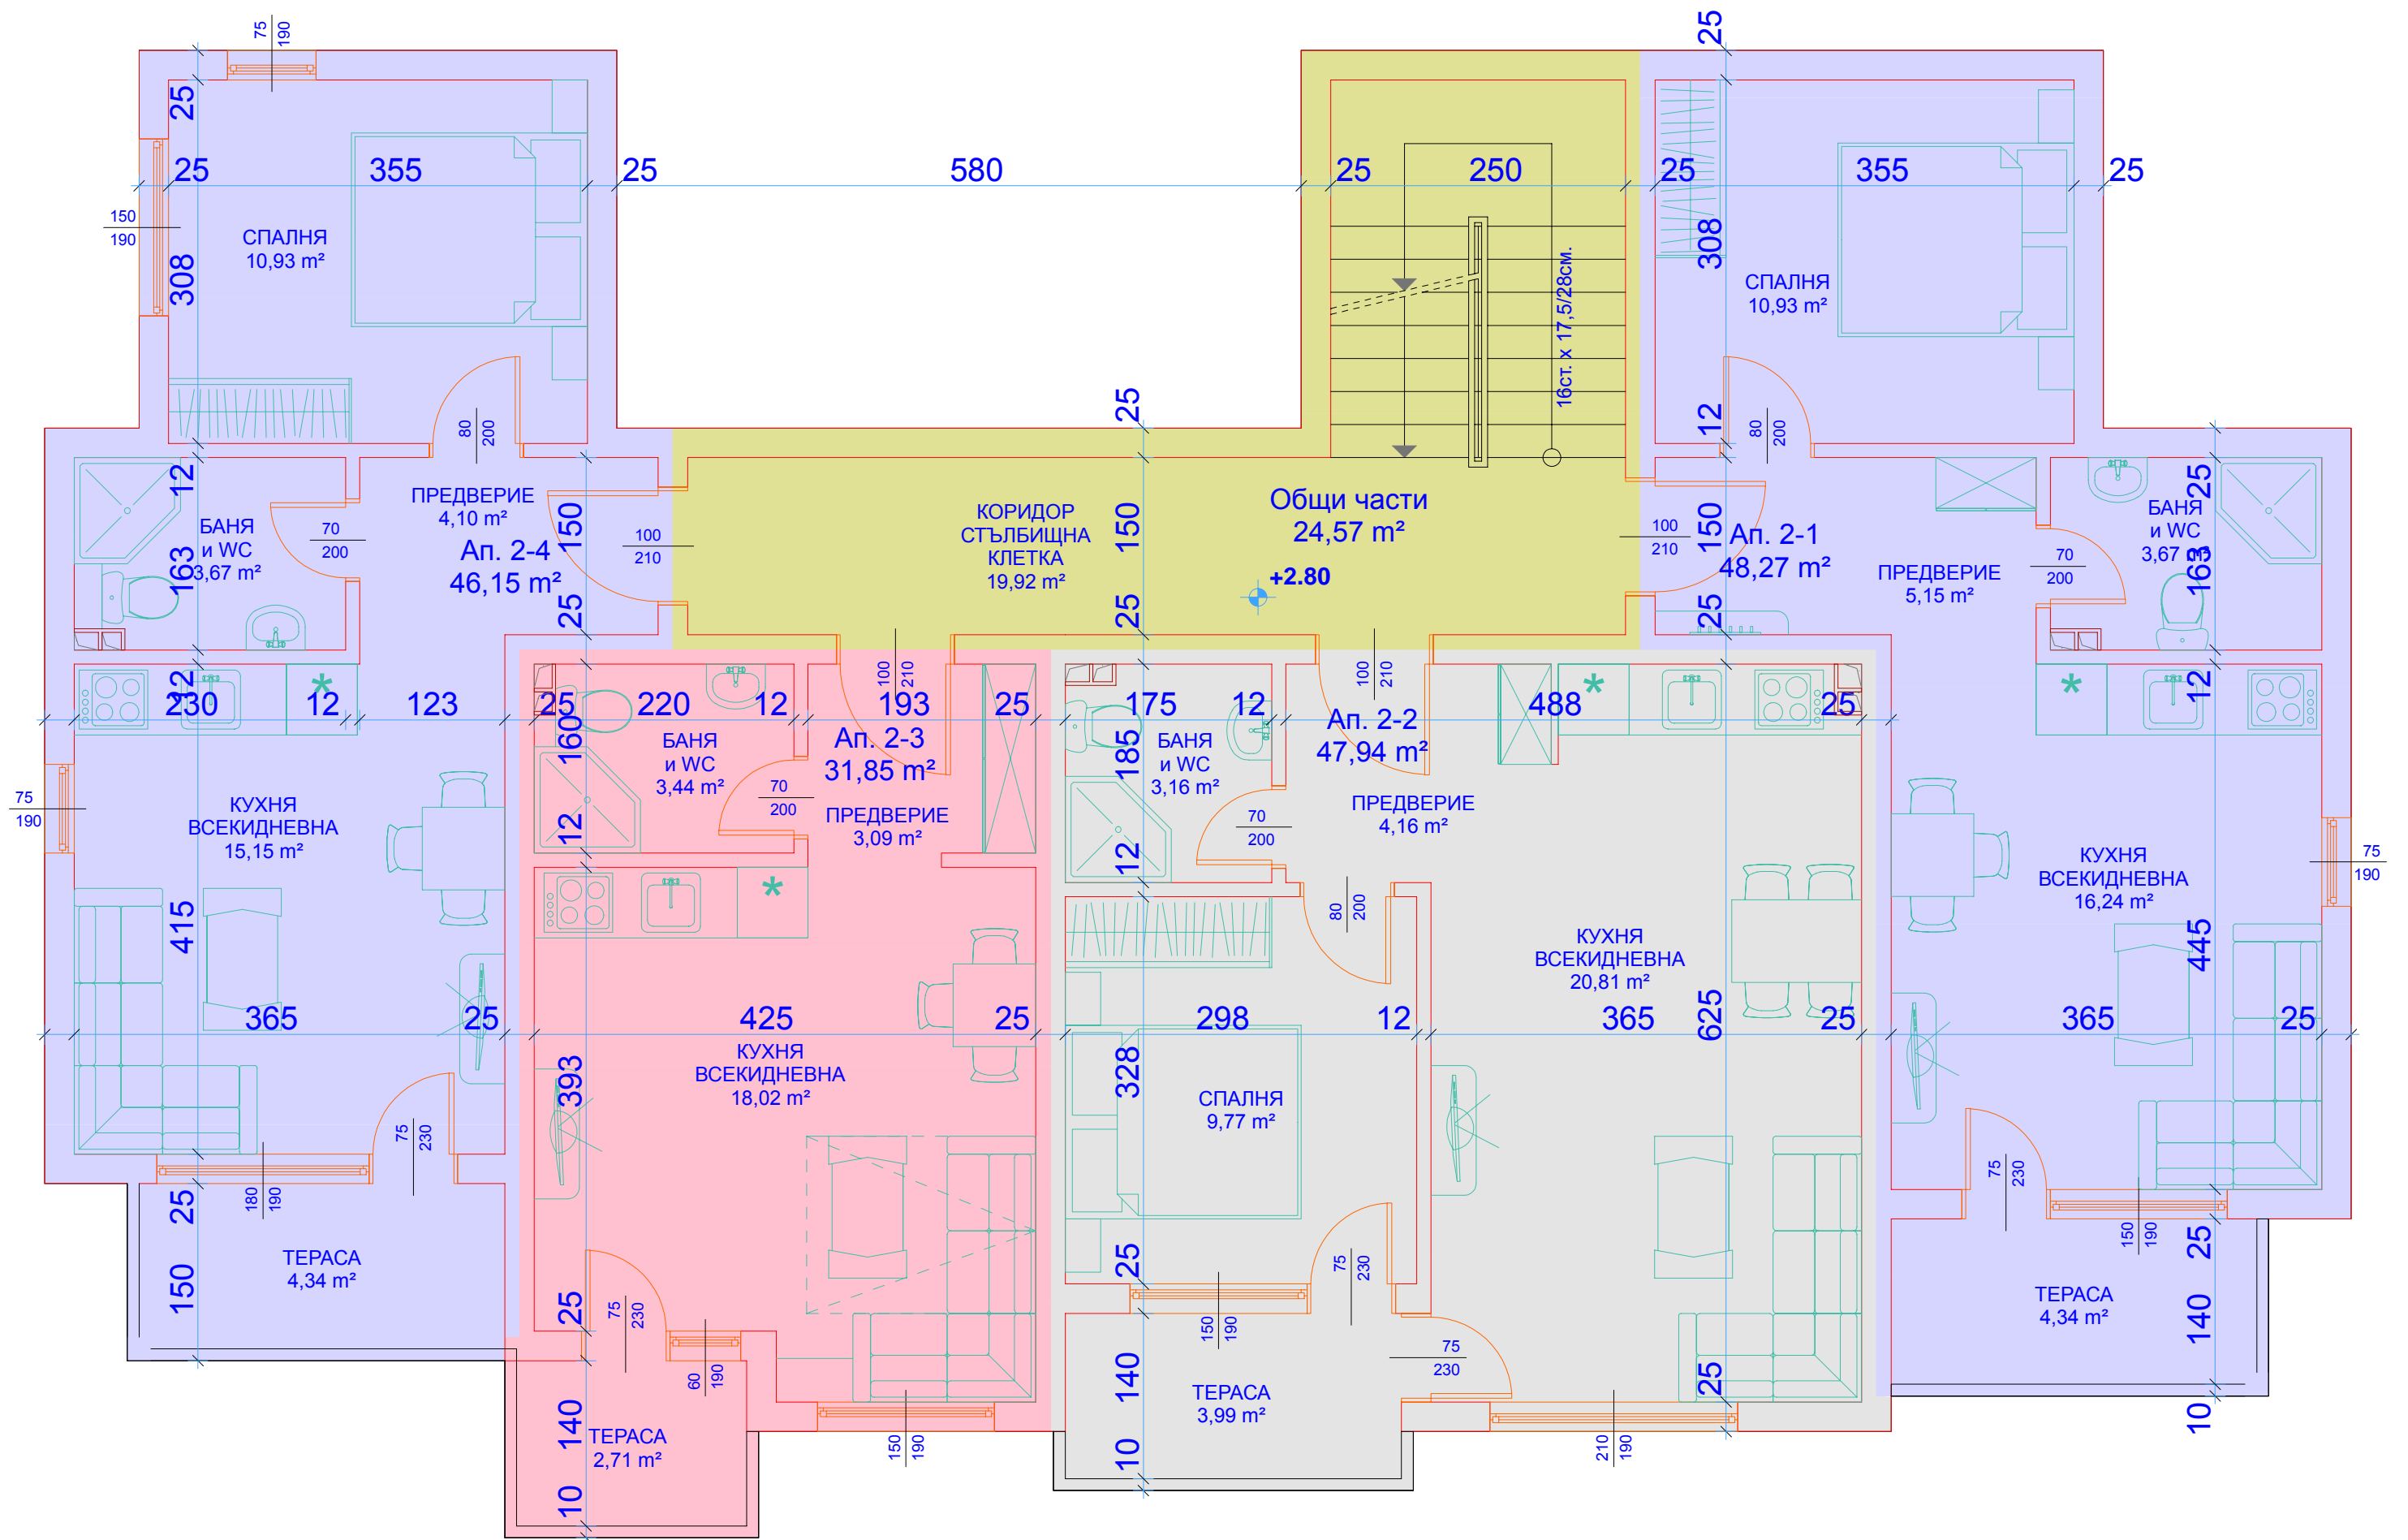 75
190
25
25
25
355
25
580
25
250
25
355
25
150
190
СПАЛНЯ
10,93 m²
308
16ст. x 17,5/28см.
308
СПАЛНЯ
10,93 m²
80
200
25
12
80
200
12
БАНЯ
и WC
3,67 m²
163
70
200
ПРЕДВЕРИЕ
4,10 m²
Ап. 2-4
46,15 m²
150
25
100
210
КОРИДОР
СТЪЛБИЩНА
КЛЕТКА
19,92 m²
150
25
Общи части
24,57 m²
+2.80
100
210
Ап. 2-1
48,27 m²
150
25
ПРЕДВЕРИЕ
5,15 m²
70
200
БАНЯ
и WC
3,67 m²
25
163
12
12
230
12
123
25
220
12
193
25
175
12
488
25
*
*
*
*
100
210
100
210
160
БАНЯ
и WC
3,44 m²
70
200
Ап. 2-3
31,85 m²
ПРЕДВЕРИЕ
3,09 m²
12
185
БАНЯ
и WC
3,16 m²
70
200
Ап. 2-2
47,94 m²
ПРЕДВЕРИЕ
4,16 m²
12
80
200
75
190
КУХНЯ
ВСЕКИДНЕВНА
15,15 m²
415
КУХНЯ
ВСЕКИДНЕВНА
20,81 m²
КУХНЯ
ВСЕКИДНЕВНА
16,24 m²
445
75
190
365
25
425
25
298
12
365
25
365
25
393
КУХНЯ
ВСЕКИДНЕВНА
18,02 m²
328
СПАЛНЯ
9,77 m²
625
75
230
180
190
25
150
ТЕРАСА
4,34 m²
75
230
25
60
190
140
10
ТЕРАСА
2,71 m²
150
190
25
150
190
75
230
75
230
140
10
ТЕРАСА
3,99 m²
25
210
190
75
230
150
190
25
140
10
ТЕРАСА
4,34 m²